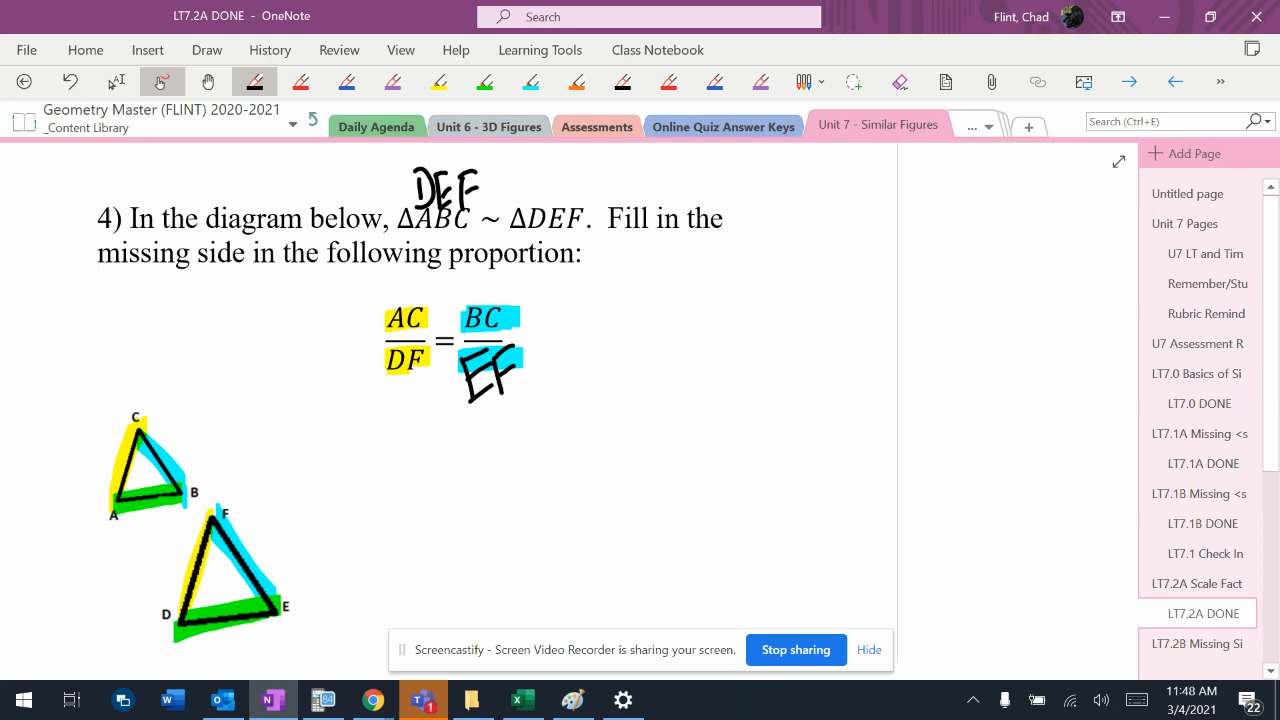 LT7.2A DONE - OneNote
Search
Flint, Chad
File Home Insert Draw History Review View Help Learning Tools Class Notebook
Geometry Master (FLINT) 2020-2021
_Content Library
Daily Agenda
Unit 6 - 3D Figures
Assessments
Online Quiz Answer Keys
Unit 7 - Similar Figures
...
Search (Ctrl+E)
Add Page
Untitled page
Unit 7 Pages
U7 LT and Tim
Remember/Stu
Rubric Remind
U7 Assessment R
LT7.0 Basics of Si
LT7.0 DONE
LT7.1A Missing <s
LT7.1A DONE
LT7.1B Missing <s
LT7.1B DONE
LT7.1 Check In
LT7.2A Scale Fact
LT7.2A DONE
LT7.2B Missing Si
DEF
4) In the diagram below, ΔABC ~ ΔDEF. Fill in the
missing side in the following proportion:
AC = BC
DF EF
C
B
A
F
D
E
Screencastify - Screen Video Recorder is sharing your screen.
Stop sharing
Hide
84
1
11:48 AM
3/4/2021
22